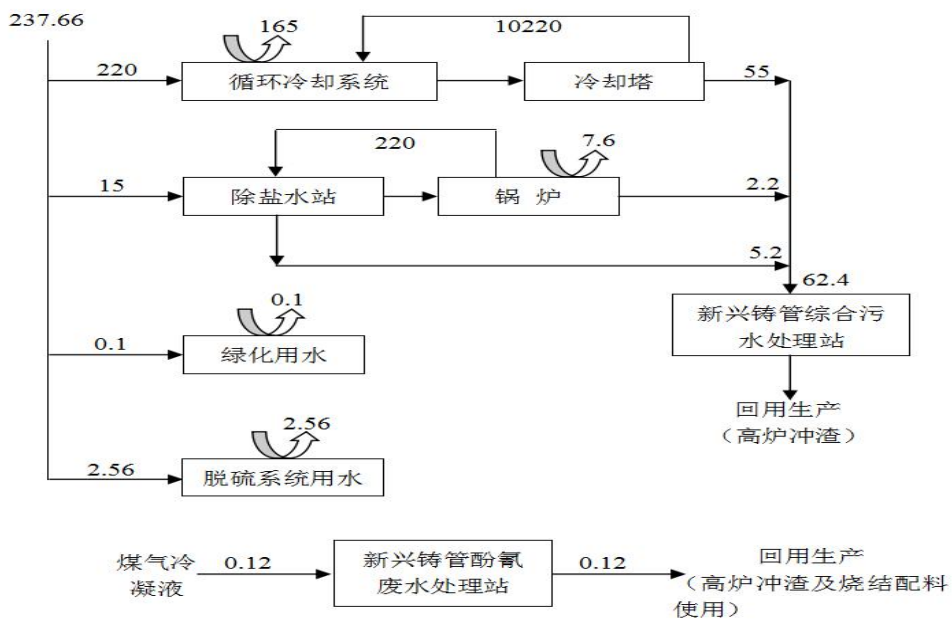 237.66
165
10220
220
循环冷却系统
冷却塔
55
220
7.6
15
除盐水站
锅炉
2.2
5.2
62.4
0.1
0.1
绿化用水
新兴铸管综合污
水处理站
回用生产
（高炉冲渣）
2.56
2.56
脱硫系统用水
煤气冷
凝液
0.12
新兴铸管酚氰
废水处理站
0.12
回用生产
（高炉冲渣及烧结配料
使用）